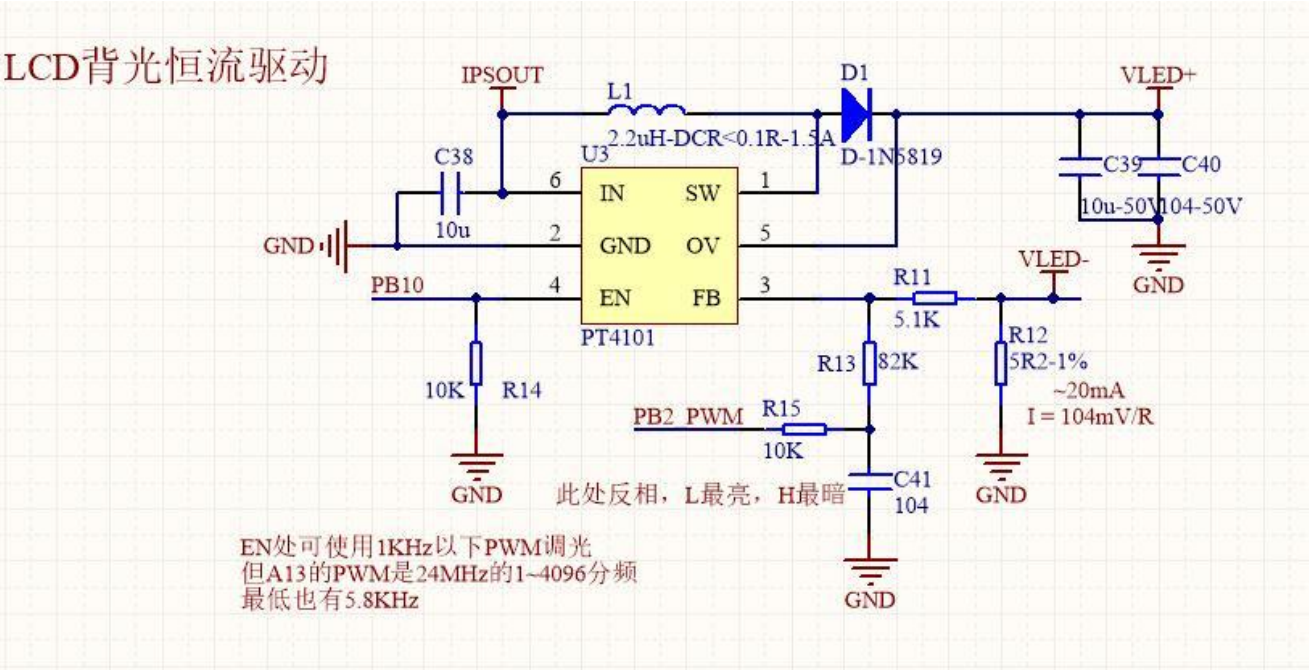 LCD背光恒流驱动
IPSOUT
L1
2.2uH-DCR<0.1R-1.5A
D1
D-1N5819
VLED+
C38
10u
U3
6
IN
SW
1
C39
C40
10u-50V
104-50V
GND
2
GND
OV
5
PB10
4
EN
FB
3
PT4101
R11
5.1K
VLED-
GND
10K
R14
R13
82K
R12
5R2-1%
~20mA
I = 104mV/R
PB2 PWM
R15
10K
GND
此处反相，L最亮，H最暗
C41
104
GND
EN处可使用1KHz以下PWM调光
但A13的PWM是24MHz的1~4096分频
最低也有5.8KHz
GND